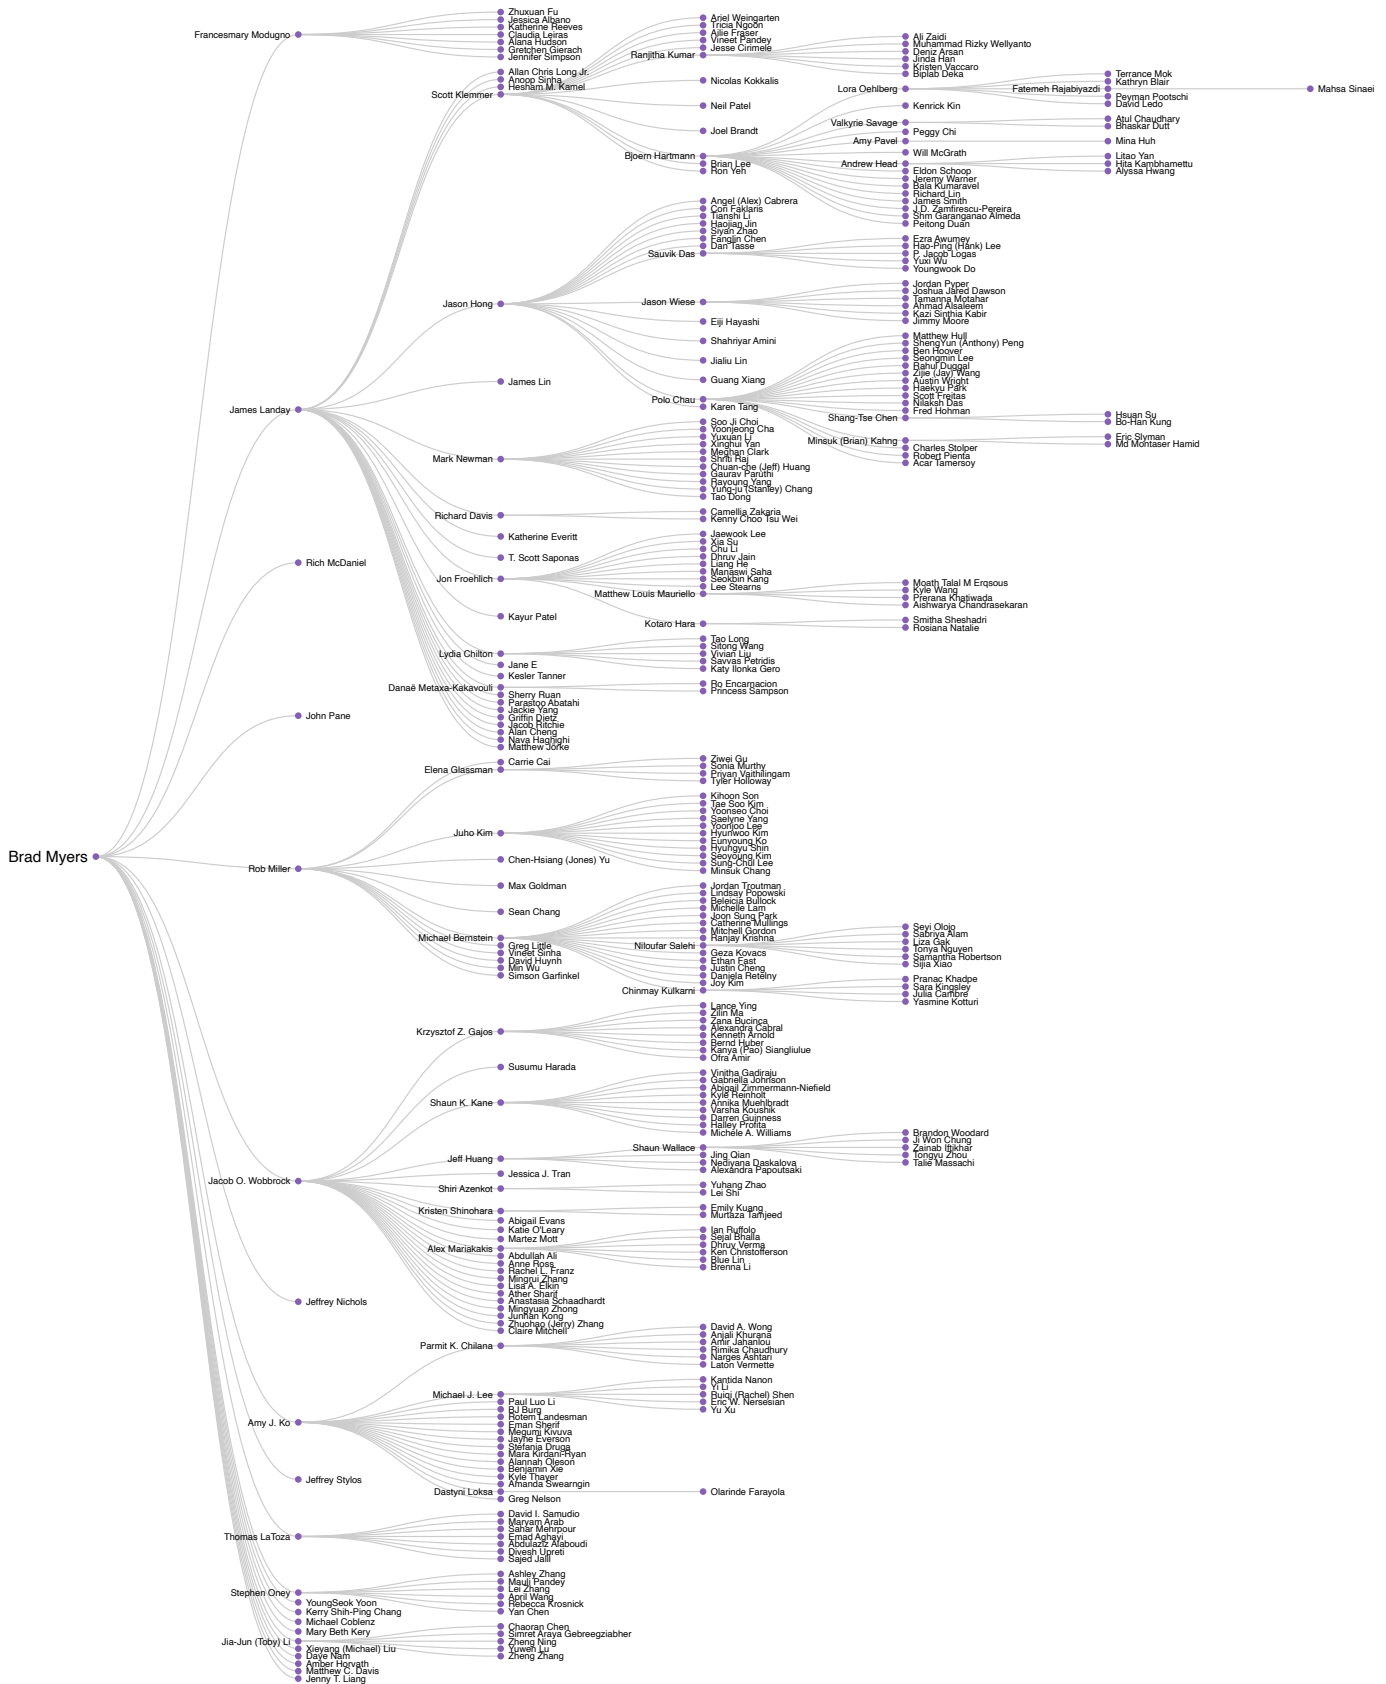 Brad Myers
Francesmary Modugno
Zhuxuan Fu
Jessica Albano
Katherine Reeves
Claudia Leiras
Alana Hudson
Gretchen Gierach
Jennifer Simpson
James Landay
Allan Chris Long Jr.
Anoop Sinha
Hesham M. Kamel
Scott Klemmer
Ariel Weingarten
Tricia Ngoon
Ailie Fraser
Vineet Pandey
Jesse Cirimele
Ranjitha Kumar
Ali Zaidi
Muhammad Rizky Wellyanto
Deniz Arsan
Jinda Han
Kristen Vaccaro
Biplab Deka
Nicolas Kokkalis
Neil Patel
Joel Brandt
Bjoern Hartmann
Lora Oehlberg
Terrance Mok
Kathryn Blair
Fatemeh Rajabiyazdi
Mahsa Sinaei
Peyman Pootschi
David Ledo
Kenrick Kin
Valkyrie Savage
Atul Chaudhary
Bhaskar Dutt
Peggy Chi
Amy Pavel
Mina Huh
Will McGrath
Andrew Head
Litao Yan
Hita Kambhamettu
Alyssa Hwang
Eldon Schoop
Jeremy Warner
Bala Kumaravel
Richard Lin
James Smith
J.D. Zamfirescu-Pereira
Shm Garanganao Almeda
Peitong Duan
Brian Lee
Ron Yeh
Jason Hong
Angel (Alex) Cabrera
Cori Faklaris
Tianshi Li
Haojian Jin
Siyan Zhao
Fanglin Chen
Dan Tasse
Sauvik Das
Ezra Awumey
Hao-Ping (Hank) Lee
P. Jacob Logas
Yuxi Wu
Youngwook Do
Jason Wiese
Jordan Pyper
Joshua Jared Dawson
Tamanna Motahar
Ahmad Alsaleem
Kazi Sinthia Kabir
Jimmy Moore
Eiji Hayashi
Shahriyar Amini
Jialiu Lin
Guang Xiang
Polo Chau
Matthew Hull
ShengYun (Anthony) Peng
Ben Hoover
Seongmin Lee
Rahul Duggal
Zijie (Jay) Wang
Austin Wright
Haekyu Park
Scott Freitas
Nilaksh Das
Fred Hohman
Shang-Tse Chen
Hsuan Su
Bo-Han Kung
Minsuk (Brian) Kahng
Eric Slyman
Md Montaser Hamid
Charles Stolper
Robert Pienta
Acar Tamersoy
Karen Tang
James Lin
Mark Newman
Soo Ji Choi
Yoonjeong Cha
Yuxuan Li
Xinghui Yan
Meghan Clark
Shriti Raj
Chuan-che (Jeff) Huang
Gaurav Paruthi
Rayoung Yang
Yung-ju (Stanley) Chang
Tao Dong
Richard Davis
Camellia Zakaria
Kenny Choo Tsu Wei
Katherine Everitt
T. Scott Saponas
Jon Froehlich
Jaewook Lee
Xia Su
Chu Li
Dhruv Jain
Liang He
Manaswi Saha
Seokbin Kang
Lee Stearns
Matthew Louis Mauriello
Moath Talal M Erqsous
Kyle Wang
Prerana Khatiwada
Aishwarya Chandrasekaran
Kotaro Hara
Smitha Sheshadri
Rosiana Natalie
Kayur Patel
Lydia Chilton
Tao Long
Sitong Wang
Vivian Liu
Savvas Petridis
Katy Ilonka Gero
Jane E
Kesler Tanner
Danaë Metaxa-Kakavouli
Ro Encarnacion
Princess Sampson
Sherry Ruan
Parastoo Abatahi
Jackie Yang
Griffin Dietz
Jacob Ritchie
Alan Cheng
Nava Haghighi
Matthew Jörke
Rich McDaniel
John Pane
Rob Miller
Carrie Cai
Elena Glassman
Ziwei Gu
Sonia Murthy
Priyan Vaithilingam
Tyler Holloway
Juho Kim
Kihoon Son
Tae Soo Kim
Yoonseo Choi
Saelyne Yang
Yoonjoo Lee
Hyunwoo Kim
Eunyoung Ko
Hyungyu Shin
Seoyoung Kim
Sung-Chul Lee
Minsuk Chang
Chen-Hsiang (Jones) Yu
Max Goldman
Sean Chang
Michael Bernstein
Jordan Troutman
Lindsay Popowski
Beleicia Bullock
Michelle Lam
Joon Sung Park
Catherine Mullings
Mitchell Gordon
Ranjay Krishna
Niloufar Salehi
Seyi Olojo
Sabriya Alam
Liza Gak
Tonya Nguyen
Samantha Robertson
Sijia Xiao
Geza Kovacs
Ethan Fast
Justin Cheng
Daniela Retelny
Joy Kim
Chinmay Kulkarni
Pranac Khadpe
Sara Kingsley
Julia Cambre
Yasmine Kotturi
Greg Little
Vineet Sinha
David Huynh
Min Wu
Simson Garfinkel
Jacob O. Wobbrock
Krzysztof Z. Gajos
Lance Ying
Zilin Ma
Zana Bucinca
Alexandra Cabral
Kenneth Arnold
Bernd Huber
Kanya (Pao) Siangliulue
Ofra Amir
Susumu Harada
Shaun K. Kane
Vinitha Gadiraju
Gabriella Johnson
Abigail Zimmermann-Niefield
Kyle Reinholt
Annika Muehlbradt
Varsha Koushik
Darren Guinness
Halley Profita
Michele A. Williams
Jeff Huang
Shaun Wallace
Brandon Woodard
Ji Won Chung
Zainab Iftikhar
Tongyu Zhou
Talie Massachi
Jing Qian
Nediyana Daskalova
Alexandra Papoutsaki
Jessica J. Tran
Shiri Azenkot
Yuhang Zhao
Lei Shi
Kristen Shinohara
Emily Kuang
Murtaza Tamjeed
Abigail Evans
Katie O'Leary
Martez Mott
Alex Mariakakis
Ian Ruffolo
Sejal Bhalla
Dhruv Verma
Ken Christofferson
Blue Lin
Brenna Li
Abdullah Ali
Anne Ross
Rachel L. Franz
Mingrui Zhang
Lisa A. Elkin
Ather Sharif
Anastasia Schaadhardt
Mingyuan Zhong
Junhan Kong
Zhuohao (Jerry) Zhang
Claire Mitchell
Jeffrey Nichols
Amy J. Ko
Parmit K. Chilana
David A. Wong
Anjali Khurana
Amir Jahanlou
Rimika Chaudhury
Narges Ashtari
Laton Vermette
Michael J. Lee
Kantida Nanon
Yi Li
Ruiqi (Rachel) Shen
Eric W. Nersesian
Yu Xu
Paul Luo Li
BJ Burg
Rotem Landesman
Eman Sherif
Megumi Kivuva
Jayne Everson
Stefania Druga
Mara Kirdani-Ryan
Alannah Oleson
Benjamin Xie
Kyle Thayer
Amanda Swearngin
Dastyni Loksa
Olarinde Farayola
Greg Nelson
Jeffrey Stylos
Thomas LaToza
David I. Samudio
Maryam Arab
Sahar Mehrpour
Emad Aghayi
Abdulaziz Alaboudi
Divesh Upreti
Sajed Jalil
Stephen Oney
Ashley Zhang
Mauli Pandey
Lei Zhang
April Wang
Rebecca Krosnick
Yan Chen
YoungSeok Yoon
Kerry Shih-Ping Chang
Michael Coblenz
Mary Beth Kery
Jia-Jun (Toby) Li
Chaoran Chen
Simret Araya Gebreegziabher
Zheng Ning
Yuwen Lu
Zheng Zhang
Xieyang (Michael) Liu
Daye Nam
Amber Horvath
Matthew C. Davis
Jenny T. Liang